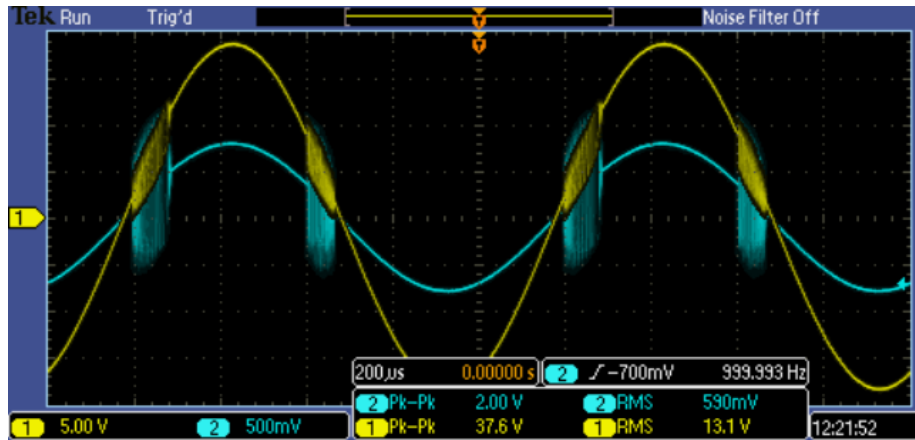 Tek Run Trig'd Noise Filter Off
T
T
1
200µs 0.00000 s 2 ∫ −700mV 999.993 Hz
2 Pk−Pk 2.00 V 2 RMS 590mV
1 Pk−Pk 37.6 V 1 RMS 13.1 V
1 5.00 V 2 500mV 12:21:52